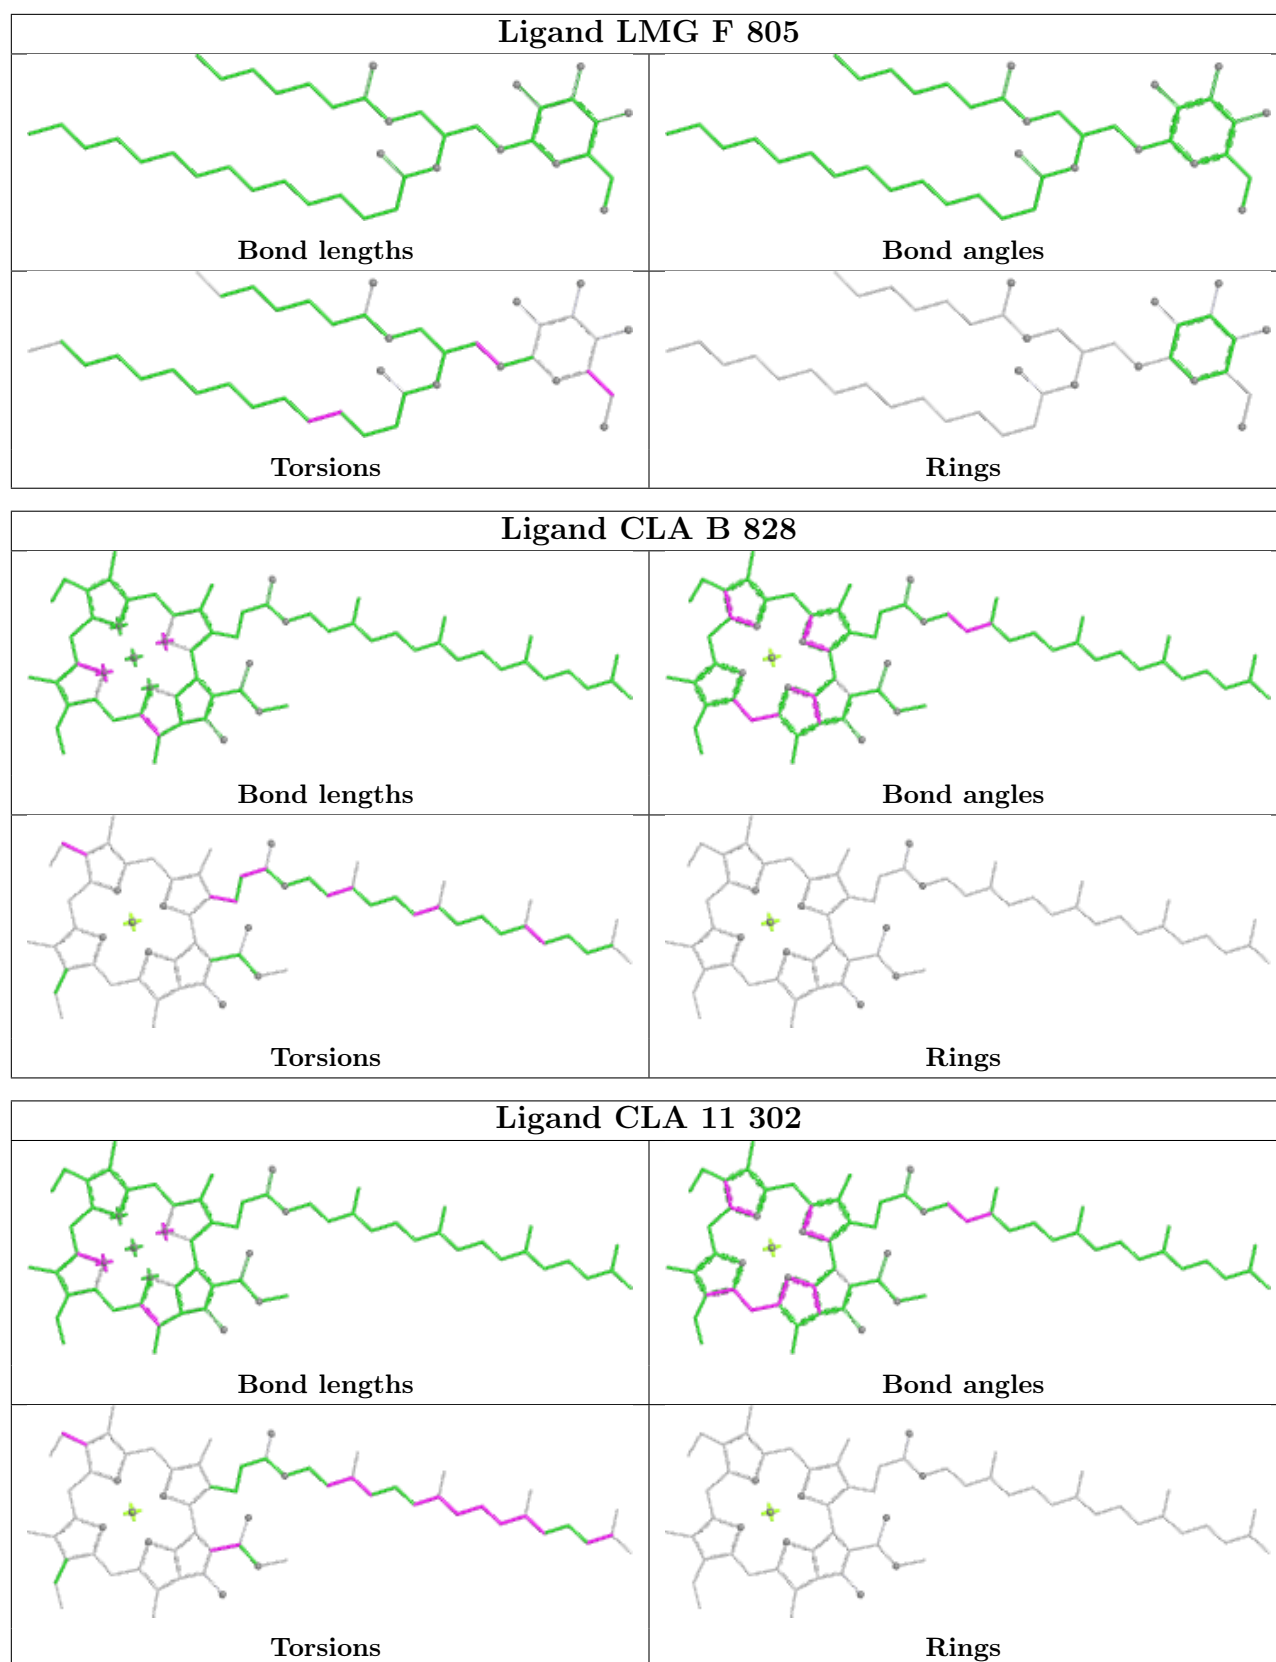 Ligand LMG F 805
Bond lengths
Bond angles
Torsions
Rings
Ligand CLA B 828
Bond lengths
Bond angles
Torsions
Rings
Ligand CLA 11 302
Bond lengths
Bond angles
Torsions
Rings